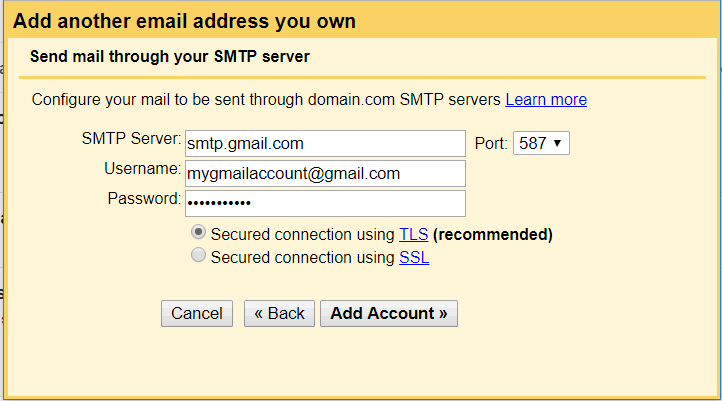 Add another email address you own
Send mail through your SMTP server
Configure your mail to be sent through domain.com SMTP servers Learn more
SMTP Server: smtp.gmail.com Port: 587
Username: mygmailaccount@gmail.com
Password: •••••••••••
Secured connection using TLS (recommended)
Secured connection using SSL
Cancel « Back Add Account »